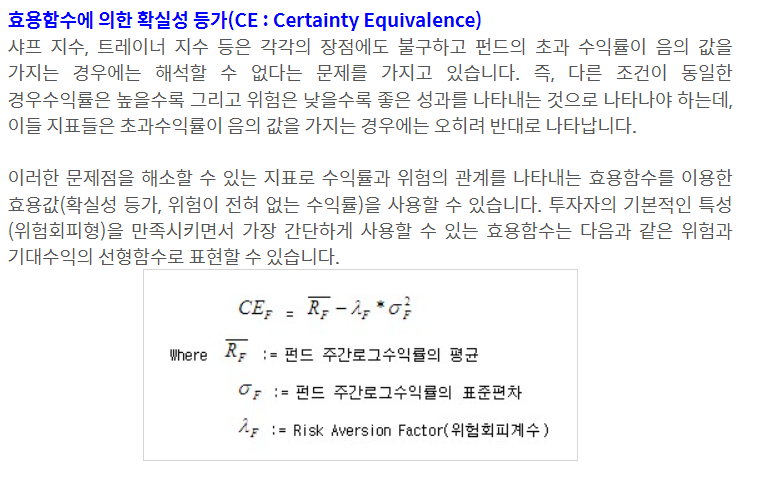 효용함수에 의한 확실성 등가(CE : Certainty Equivalence)
샤프 지수, 트레이너 지수 등은 각각의 장점에도 불구하고 펀드의 초과 수익률이 음의 값을
가지는 경우에는 해석할 수 없다는 문제를 가지고 있습니다. 즉, 다른 조건이 동일한
경우수익률은 높을수록 그리고 위험은 낮을수록 좋은 성과를 나타내는 것으로 나타나야 하는데,
이들 지표들은 초과수익률이 음의 값을 가지는 경우에는 오히려 반대로 나타납니다.
이러한 문제점을 해소할 수 있는 지표로 수익률과 위험의 관계를 나타내는 효용함수를 이용한
효용값(확실성 등가, 위험이 전혀 없는 수익률)을 사용할 수 있습니다. 투자자의 기본적인 특성
(위험회피형)을 만족시키면서 가장 간단하게 사용할 수 있는 효용함수는 다음과 같은 위험과
기대수익의 선형함수로 표현할 수 있습니다.
$CE_F = \overline{R_F} - \lambda_F * \sigma_F^2$
Where $\overline{R_F}$ := 펀드 주간로그수익률의 평균
$\sigma_F$ := 펀드 주간로그수익률의 표준편차
$\lambda_F$ := Risk Aversion Factor(위험회피계수)